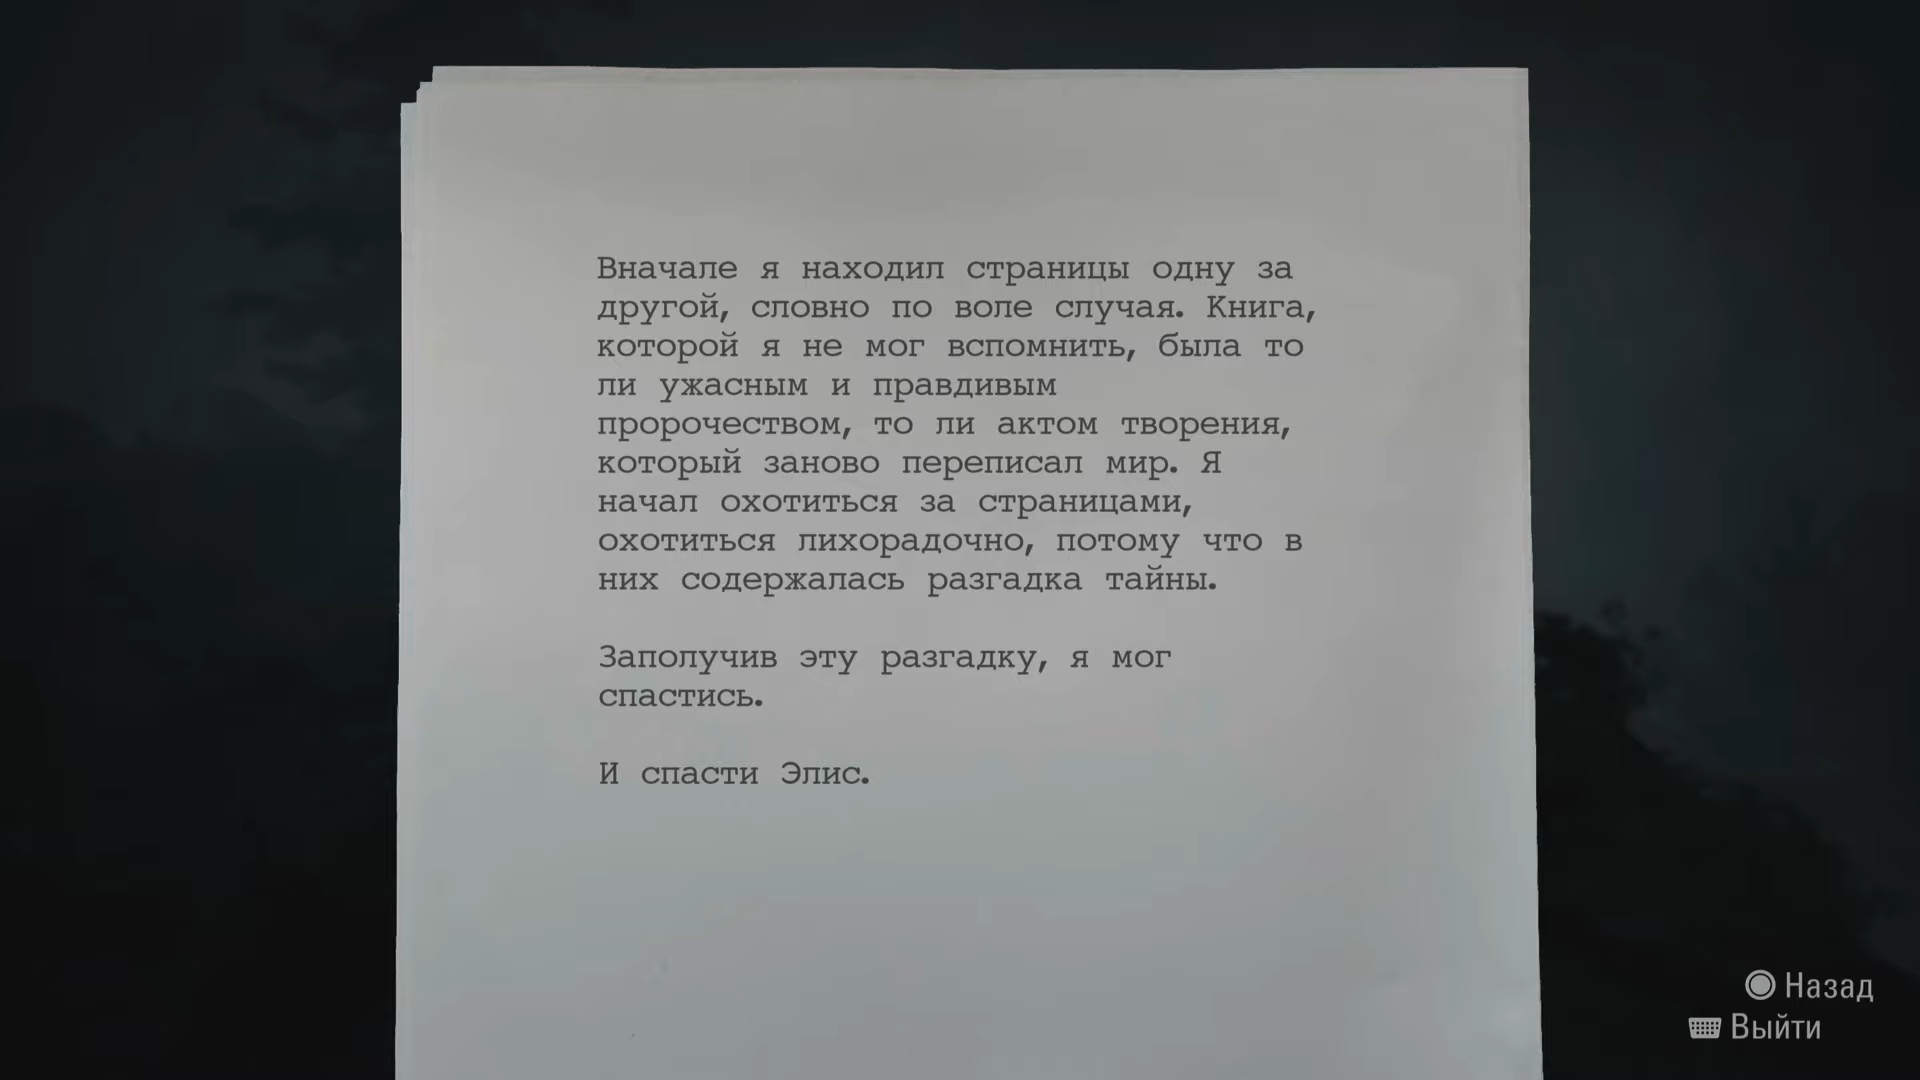 Вначале я находил страницы одну за
другой, словно по воле случая. Книга,
которой я не мог вспомнить, была то
ли ужасным и правдивым
пророчеством, то ли актом творения,
который заново переписал мир. Я
начал охотиться за страницами,
охотиться лихорадочно, потому что в
них содержалась разгадка тайны.
Заполучив эту разгадку, я мог
спастись.
И спасти Элис.
Назад
Выйти